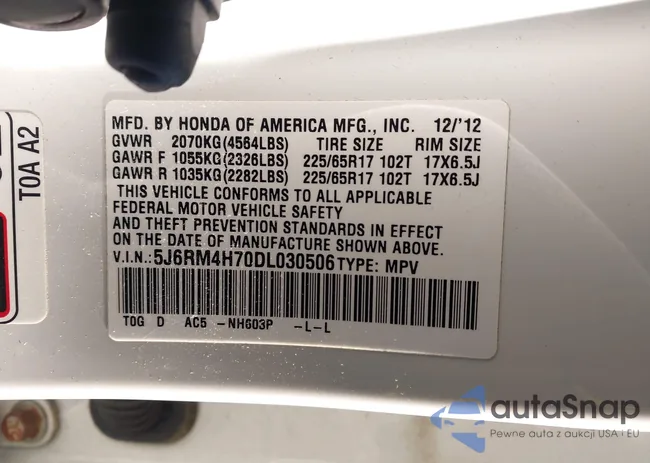 MFD. BY HONDA OF AMERICA MFG., INC. 12/'12
GVWR 2070KG(4564LBS) TIRE SIZE RIM SIZE
GAWR F 1055KG(2326LBS) 225/65R17 102T 17X6.5J
GAWR R 1035KG(2282LBS) 225/65R17 102T 17X6.5J
THIS VEHICLE CONFORMS TO ALL APPLICABLE
FEDERAL MOTOR VEHICLE SAFETY
AND THEFT PREVENTION STANDARDS IN EFFECT
ON THE DATE OF MANUFACTURE SHOWN ABOVE.
V.I.N.:5J6RM4H70DL030506 TYPE: MPV
T0G D AC5 -NH603P -L-L
T0A A2
autaSnap
Pewne auta z aukcji USA i EU